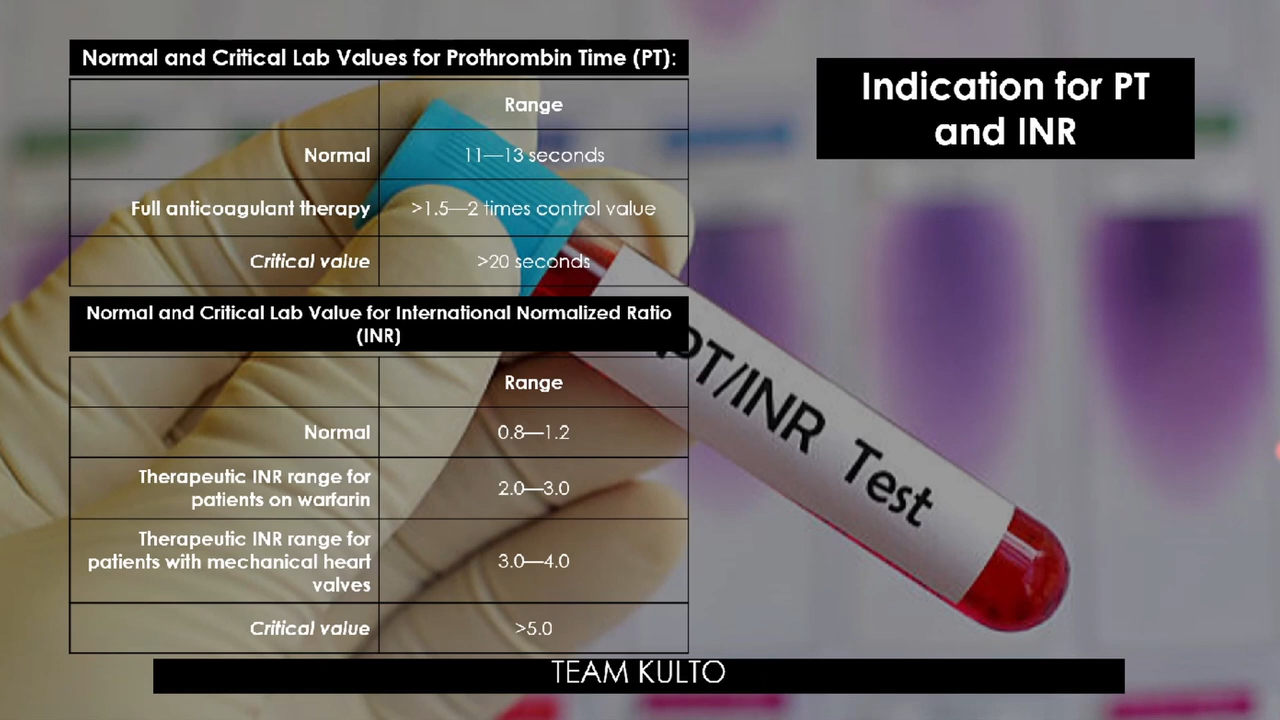 Normal and Critical Lab Values for Prothrombin Time (PT):
Range
Normal 11—13 seconds
Full anticoagulant therapy >1.5—2 times control value
Critical value >20 seconds
Normal and Critical Lab Value for International Normalized Ratio
(INR)
Range
Normal 0.8—1.2
Therapeutic INR range for
patients on warfarin 2.0—3.0
Therapeutic INR range for
patients with mechanical heart
valves 3.0—4.0
Critical value >5.0
Indication for PT
and INR
PT/INR Test
TEAM KULTO